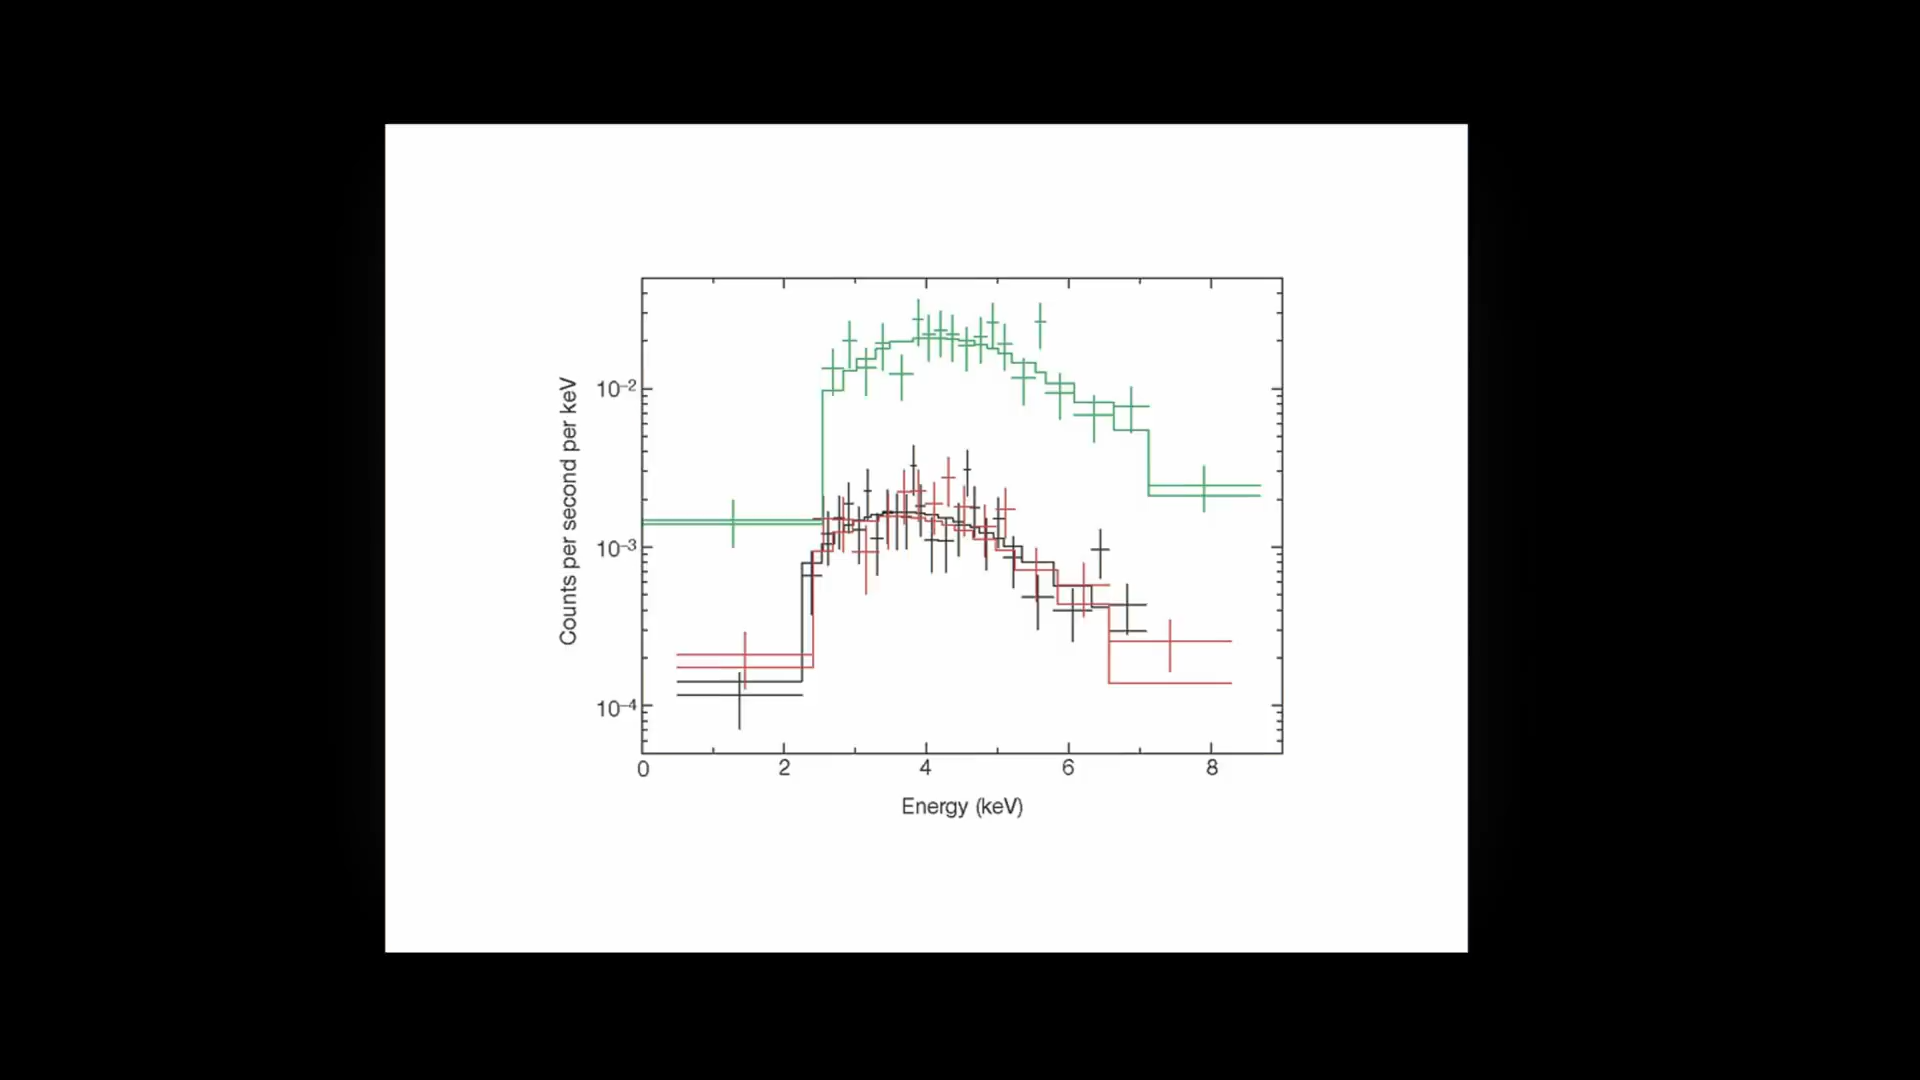 Counts per second per keV
10⁻²
10⁻³
10⁻⁴
0 2 4 6 8
Energy (keV)